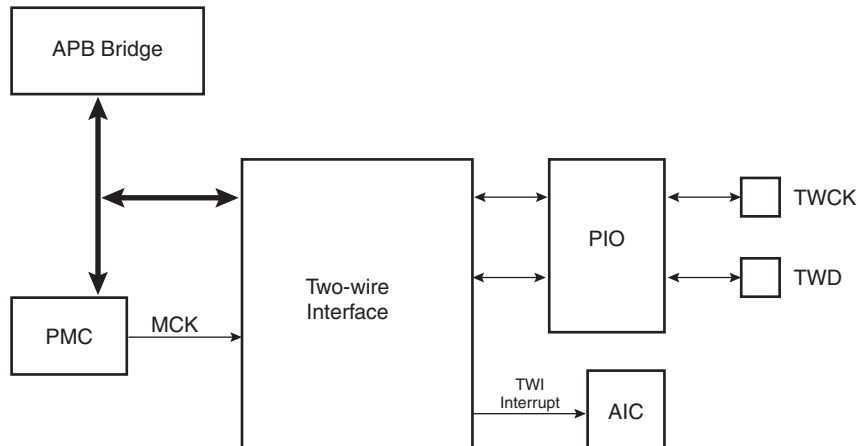 APB Bridge
TWCK
PIO
Two-wire
Interface
TWD
PMC
MCK
TWI
Interrupt
AIC